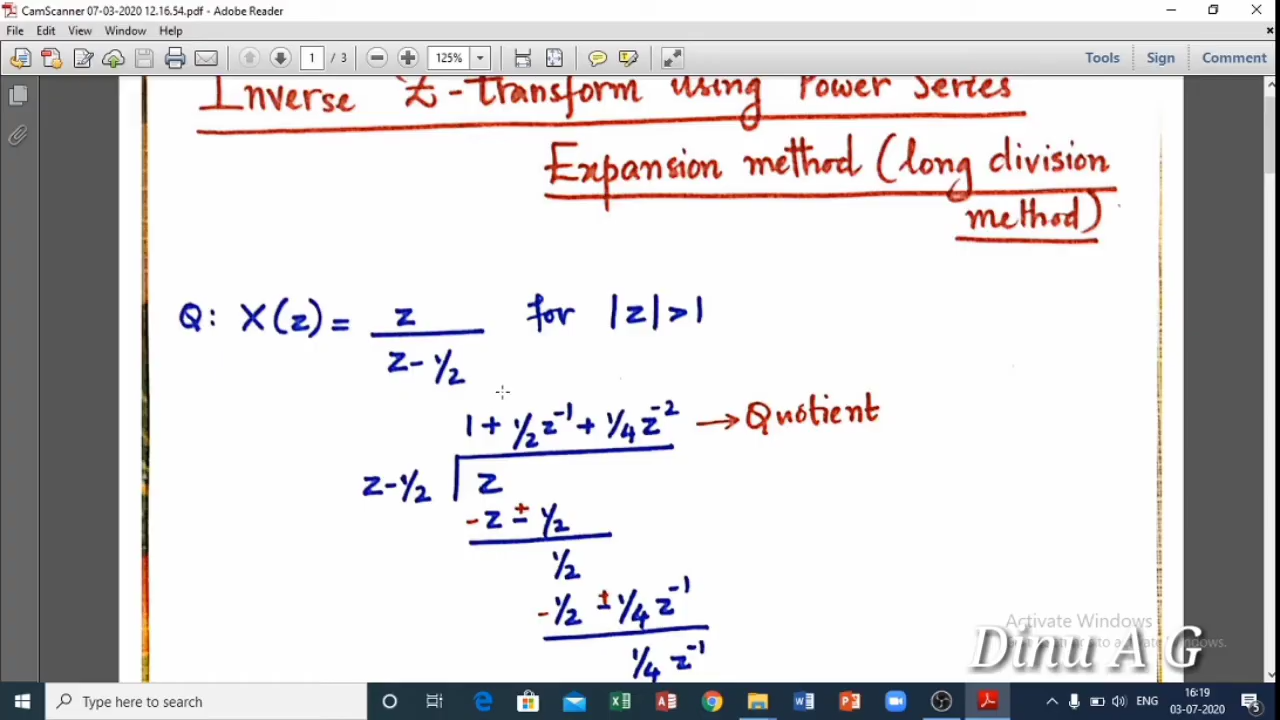 CamScanner 07-03-2020 12.16.54.pdf - Adobe Reader
File Edit View Window Help
1 / 3 125% Tools Sign Comment
Inverse Z-transform using Power Series
Expansion method (long division
method)
Q: X(z) = z / (z - 1/2) for |z| > 1
1 + 1/2 z⁻¹ + 1/4 z⁻² → Quotient
z - 1/2 z
- z ± 1/2
1/2
- 1/2 ± 1/4 z⁻¹
1/4 z⁻¹
Activate Windows
Dinu A G
Type here to search
ENG 16:19
03-07-2020
5